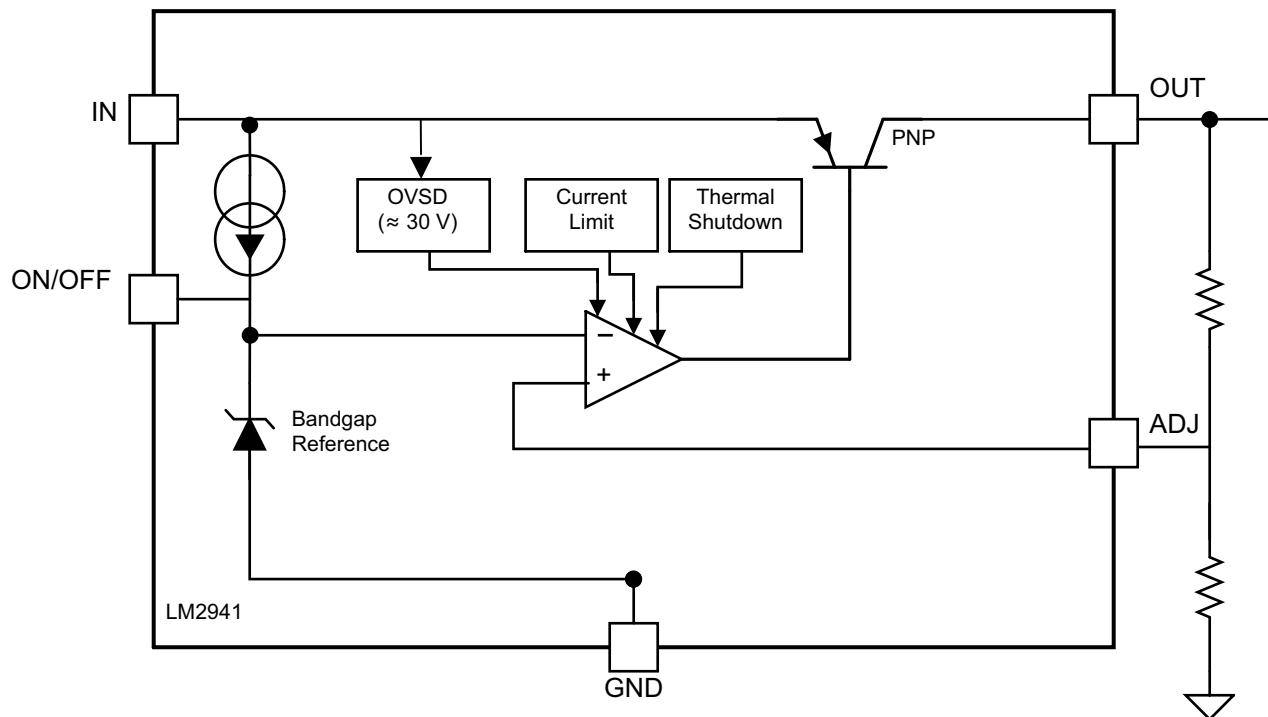 IN
OUT
PNP
OVSD
(≈ 30 V)
Current
Limit
Thermal
Shutdown
ON/OFF
−
+
Bandgap
Reference
ADJ
LM2941
GND